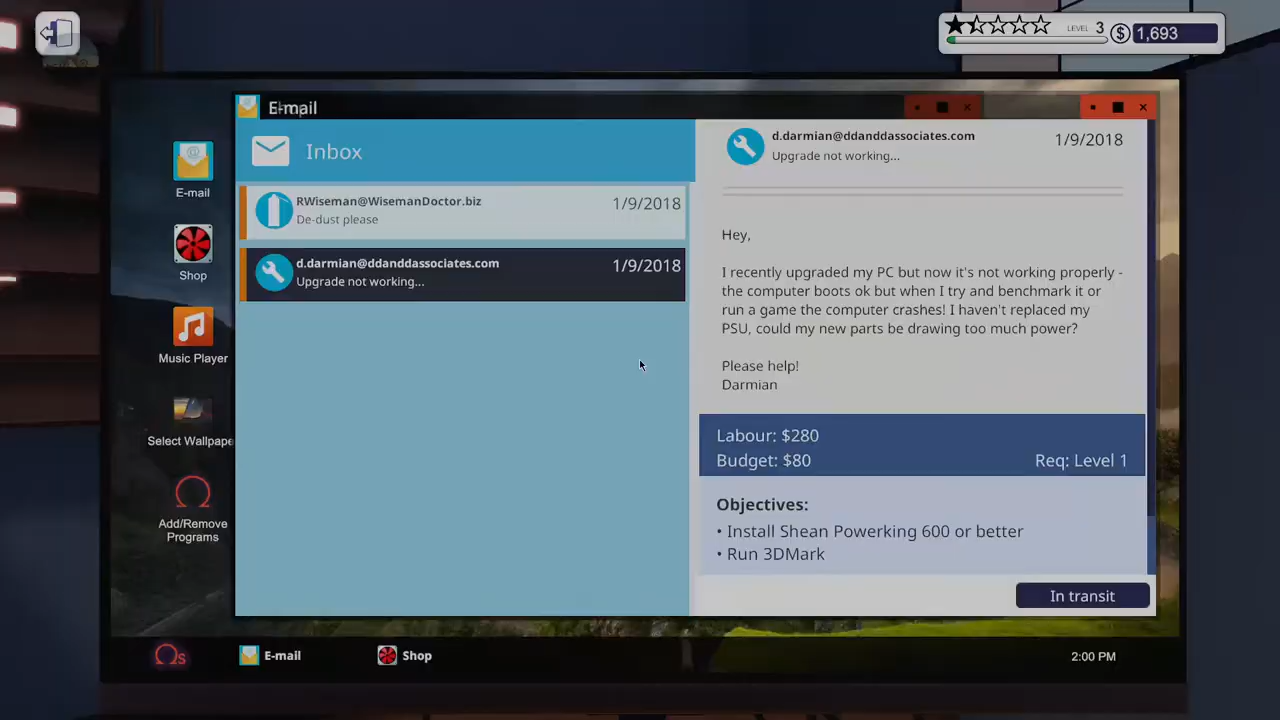 LEVEL 3
$ 1,693
E-mail
Inbox
RWiseman@WisemanDoctor.biz
1/9/2018
De-dust please
d.darmian@ddanddassociates.com
1/9/2018
Upgrade not working...
d.darmian@ddanddassociates.com
1/9/2018
Upgrade not working...
Hey,
I recently upgraded my PC but now it's not working properly -
the computer boots ok but when I try and benchmark it or
run a game the computer crashes! I haven't replaced my
PSU, could my new parts be drawing too much power?
Please help!
Darmian
Labour: $280
Budget: $80
Req: Level 1
Objectives:
• Install Shean Powerking 600 or better
• Run 3DMark
In transit
E-mail
Shop
Music Player
Select Wallpape
Add/Remove
Programs
Ωs
E-mail
Shop
2:00 PM